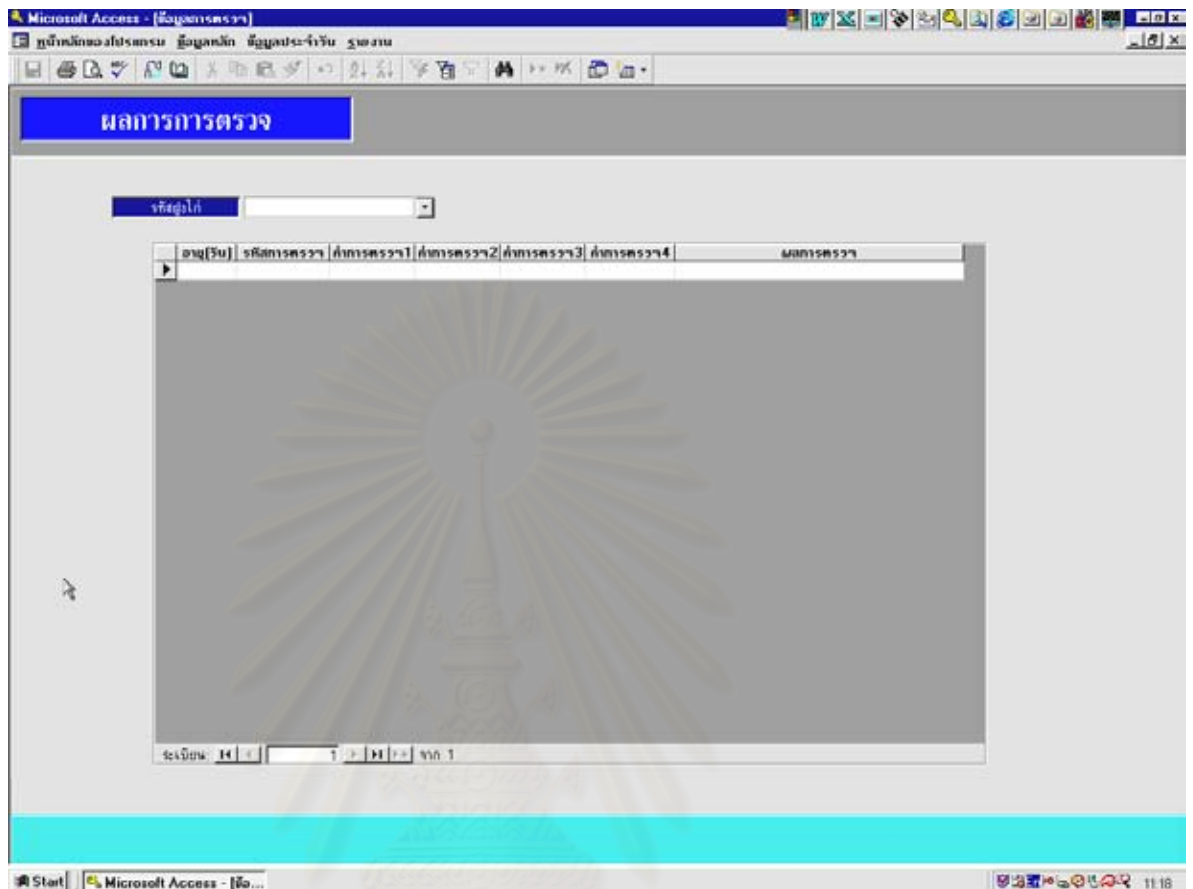 Microsoft Access - [ข้อมูลการตรวจ]
หน้าหลักของโปรแกรม ข้อมูลหลัก ข้อมูลประจำวัน รายงาน
ผลการการตรวจ
รหัสฝูงไก่
อายุ(วัน) รหัสการตรวจ ค่าการตรวจ1 ค่าการตรวจ2 ค่าการตรวจ3 ค่าการตรวจ4 ผลการตรวจ
ระเบียน: 1 จาก 1
Start Microsoft Access - [ข้อ... 11:18